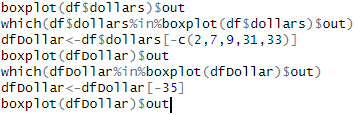 boxplot(df$dollars)$out
which(df$dollars%in%boxplot(df$dollars)$out)
dfDollar<-df$dollars[-c(2,7,9,31,33)]
boxplot(dfDollar)$out
which(dfDollar%in%boxplot(dfDollar)$out)
dfDollar<-dfDollar[-35]
boxplot(dfDollar)$out